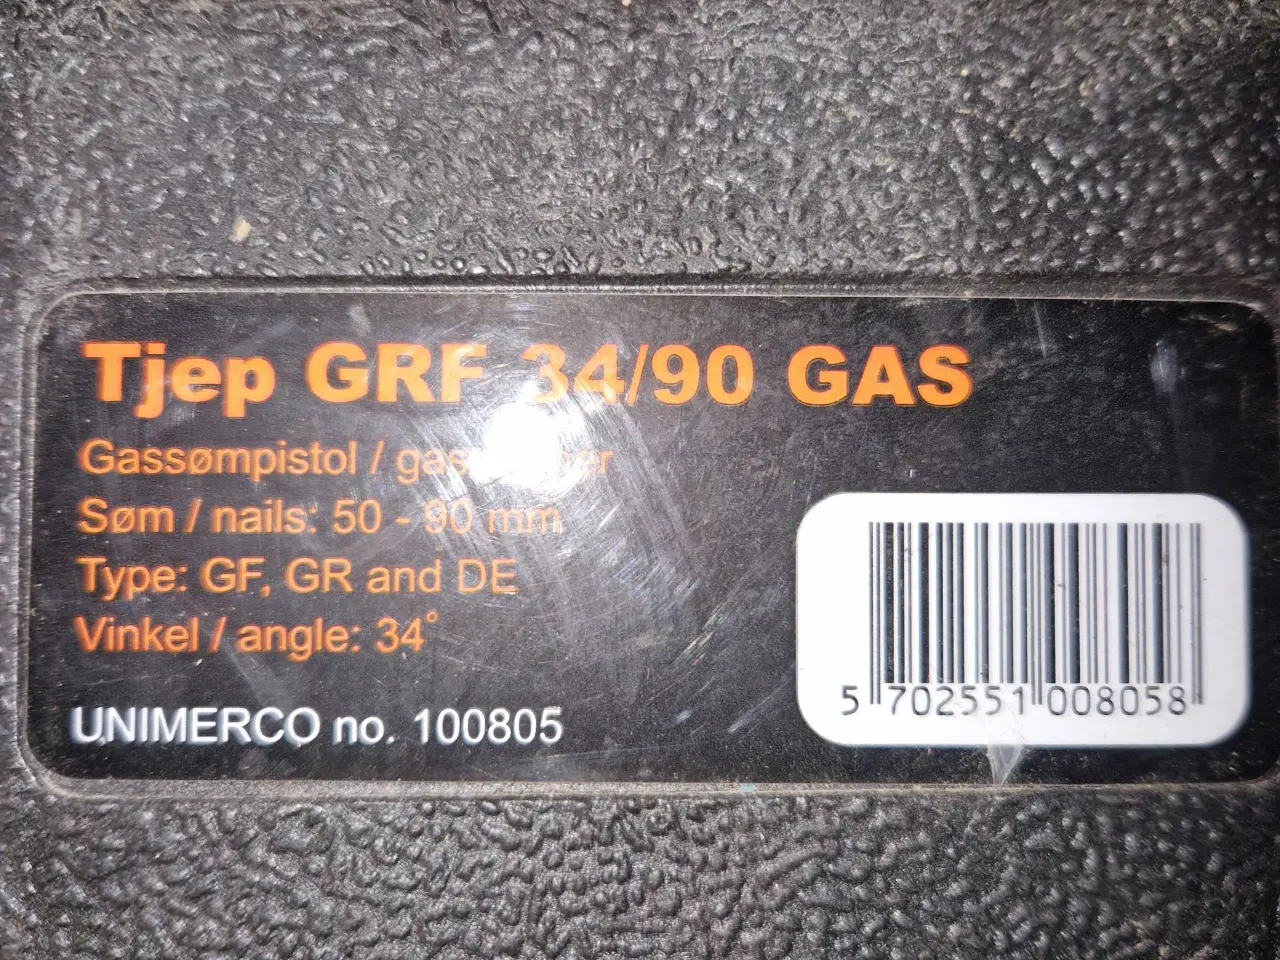 Tjep GRF 34/90 GAS
Gassømpistol /
Søm / nails: 50 - 90 mm
Type: GF, GR and DE
Vinkel / angle: 34°
UNIMERCO no. 100805
5 702551 008058